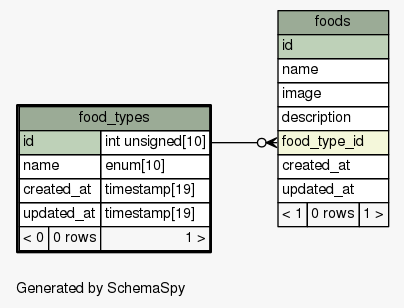 foods
id
name
image
description
food_type_id
created_at
updated_at
< 1 0 rows 1 >
food_types
id int unsigned[10]
name enum[10]
created_at timestamp[19]
updated_at timestamp[19]
< 0 0 rows 1 >
Generated by SchemaSpy